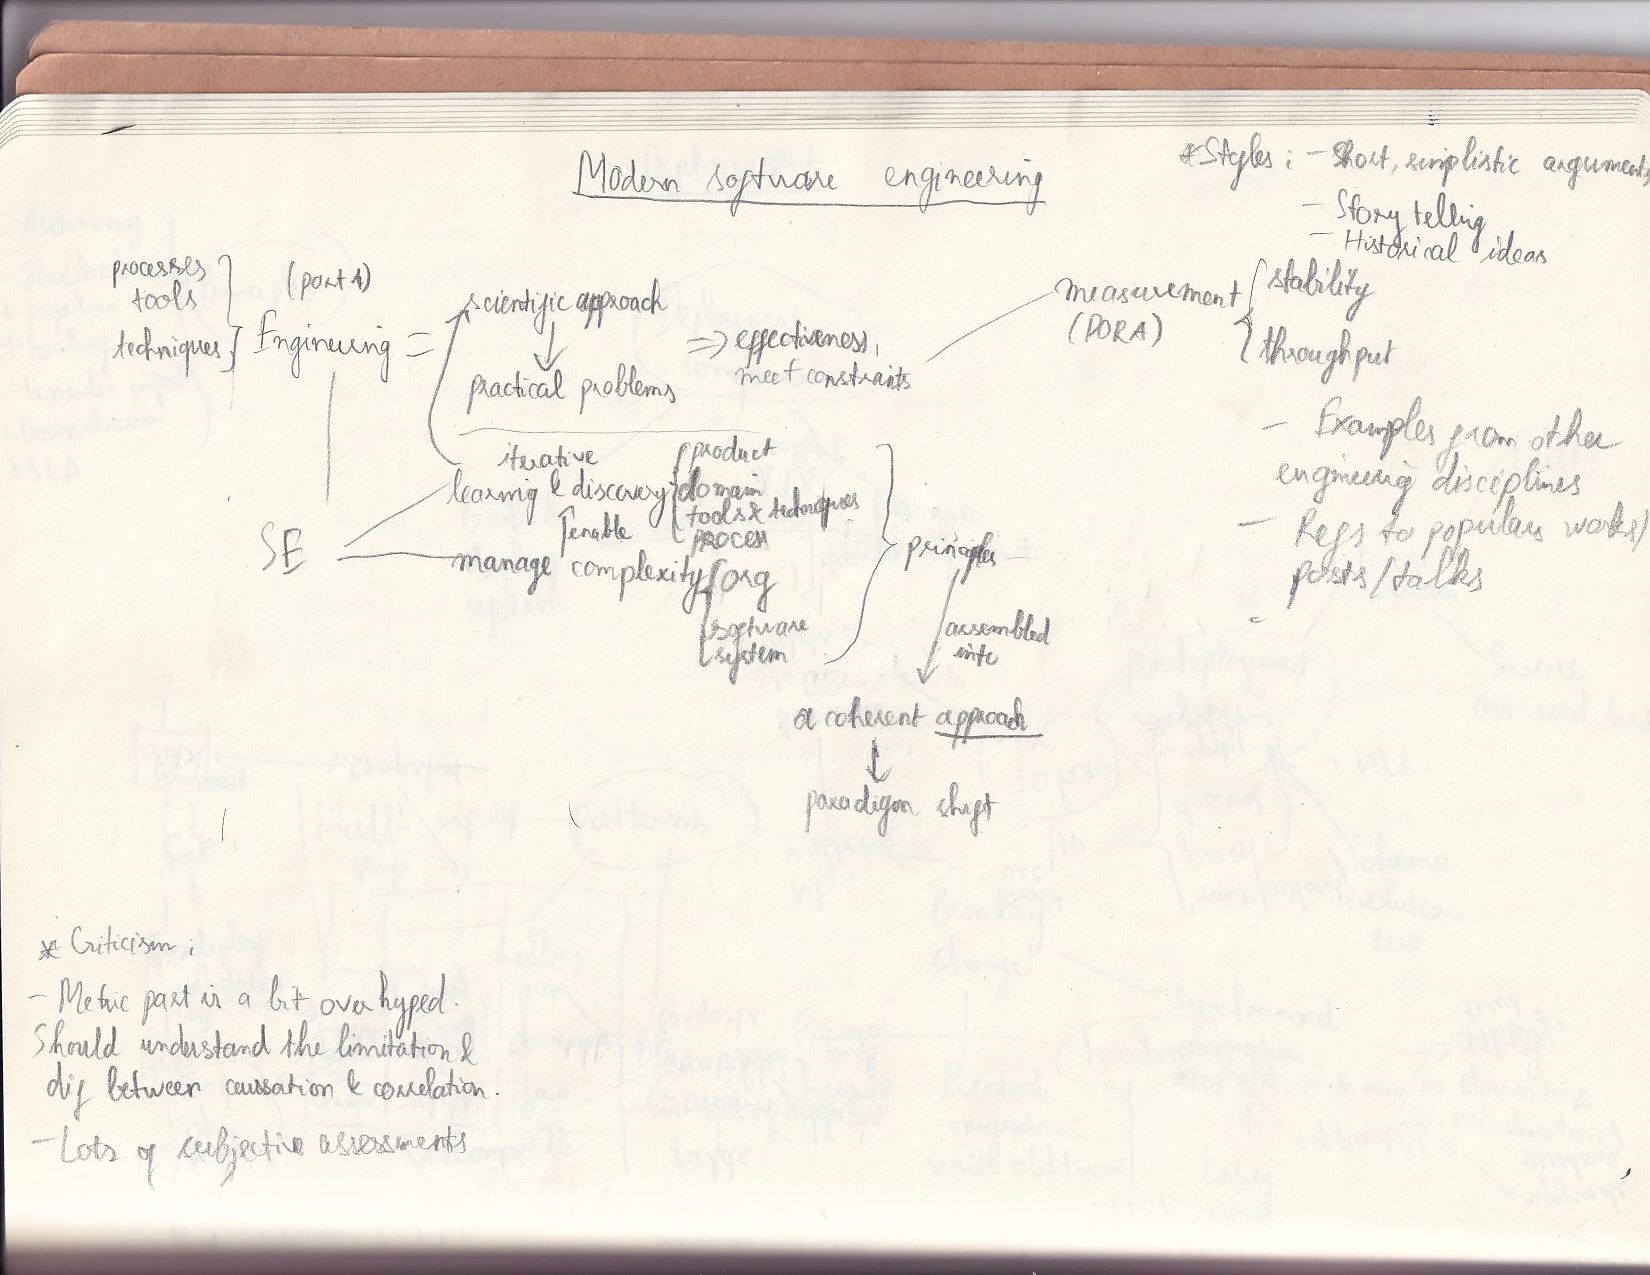 Modern software engineering
* Styles : - Short, simplistic arguments
- Story telling
- Historical ideas
processes
tools
techniques
(part 1)
Engineering =
scientific approach
↓
practical problems
⇒ effectiveness,
meet constraints
measurement
(DORA)
stability
throughput
- Examples from other
engineering disciplines
- Refs to popular works/
posts/talks
-
SE
iterative
learning & discovery
product
domain
tools & techniques
process
↑ enable
manage complexity
org
software
system
principles
assembled
into
a coherent approach
↓
paradigm shift
* Criticism :
- Metric part is a bit over hyped.
Should understand the limitation &
dif between caussation & correlation.
- Lots of subjective assessments